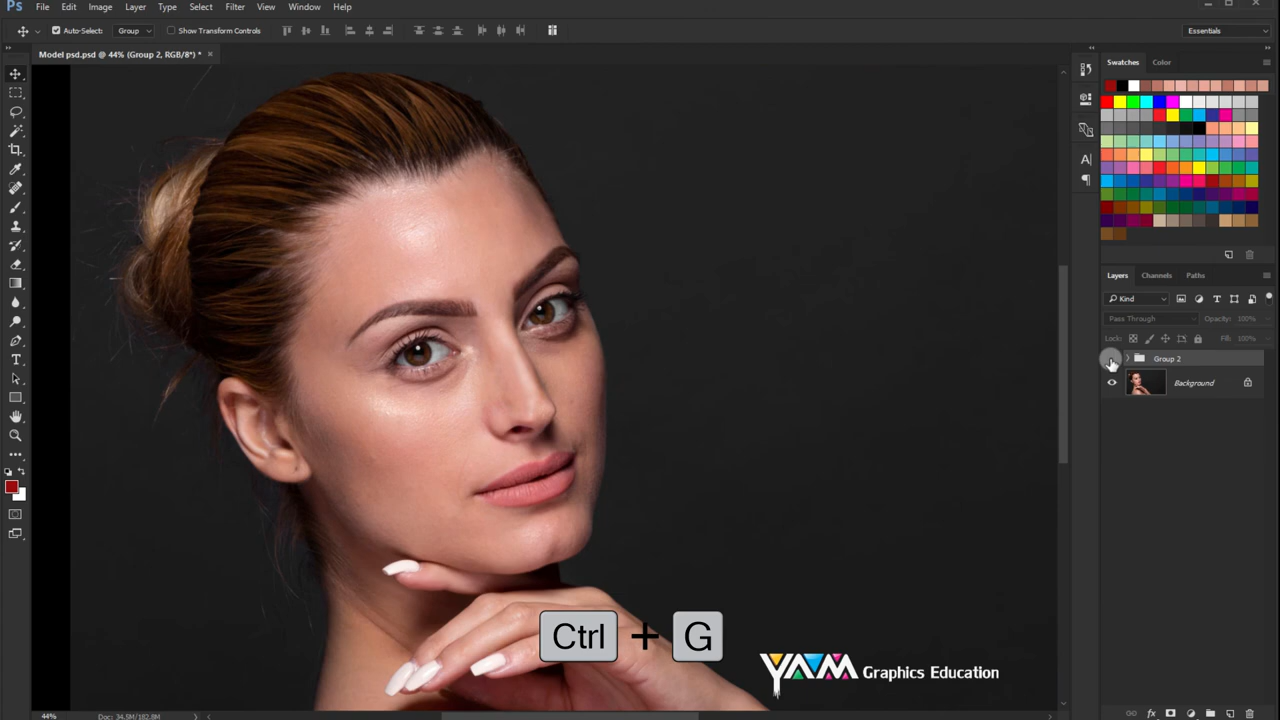 Ps File Edit Image Layer Type Select Filter View Window Help
Auto-Select: Group Show Transform Controls Essentials
Model psd.psd @ 44% (Group 2, RGB/8*) *
Swatches Color
Layers Channels Paths
Kind
Pass Through Opacity: 100%
Lock: Fill: 100%
Group 2
Background
Ctrl + G
YAM Graphics Education
44% Doc: 34.5M/182.8M